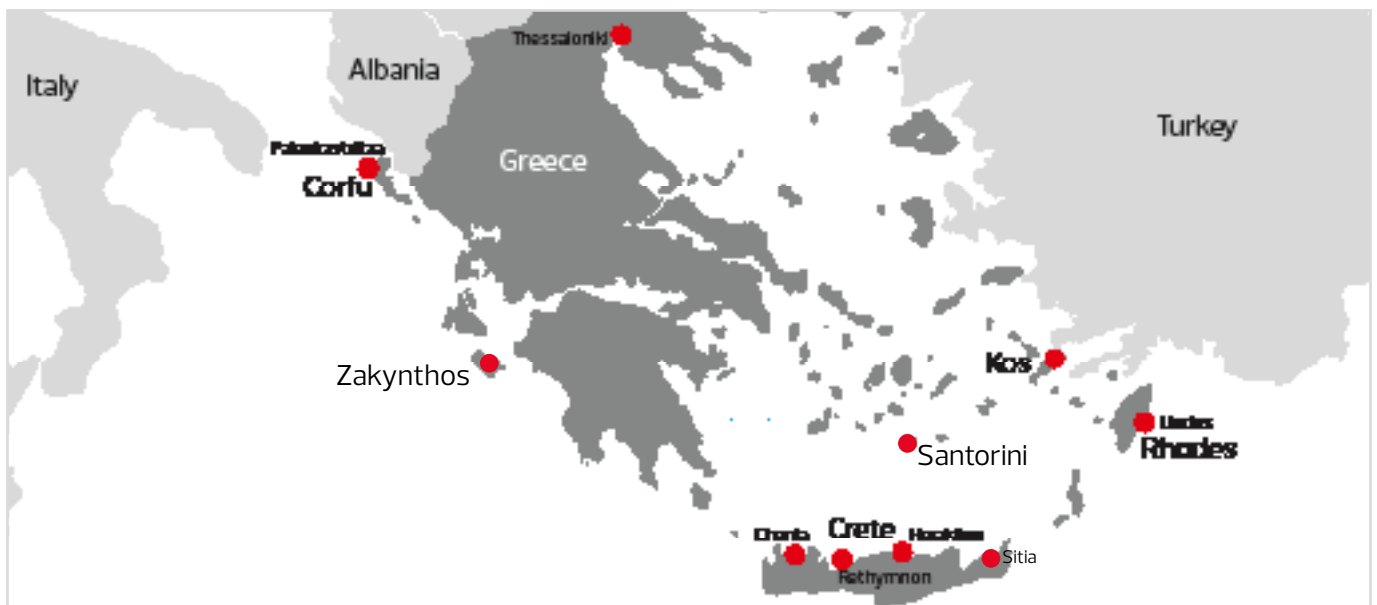 Thessaloniki
Albania
Italy
Turkey
Greece
Corfu
Kos
Zakynthos
Lindos
Rhodes
Santorini
Crete
Chania
Heraklion
Sitia
Rethymnon